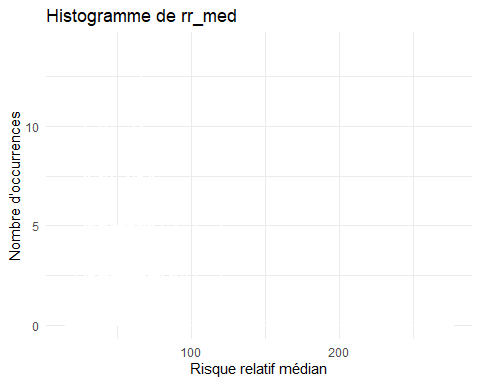 Histogramme de rr_med
Nombre d'occurrences
10
5
0
100
200
Risque relatif médian